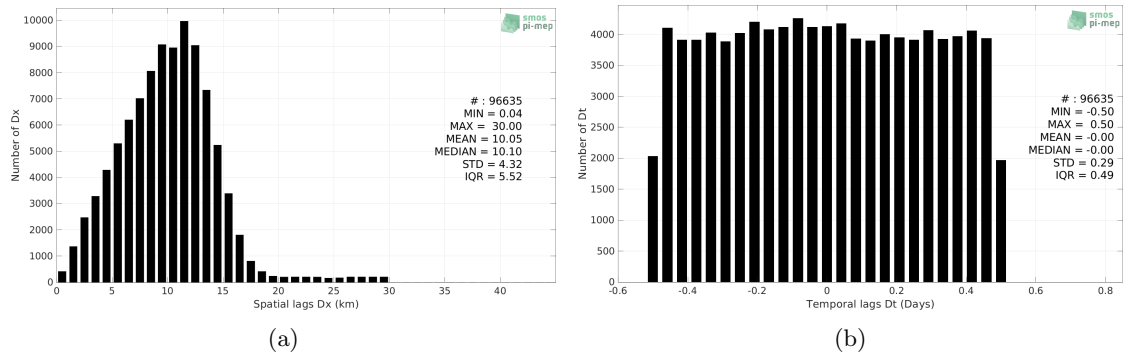 10000
9000
8000
7000
6000
5000
4000
3000
2000
1000
0
Number of Dx
0 5 10 15 20 25 30 35 40
Spatial lags Dx (km)
smos
pi-mep
# : 96635
MIN = 0.04
MAX = 30.00
MEAN = 10.05
MEDIAN = 10.10
STD = 4.32
IQR = 5.52
(a)
4000
3500
3000
2500
2000
1500
1000
500
0
Number of Dt
-0.6 -0.4 -0.2 0 0.2 0.4 0.6 0.8
Temporal lags Dt (Days)
smos
pi-mep
# : 96635
MIN = -0.50
MAX = 0.50
MEAN = -0.00
MEDIAN = -0.00
STD = 0.29
IQR = 0.49
(b)